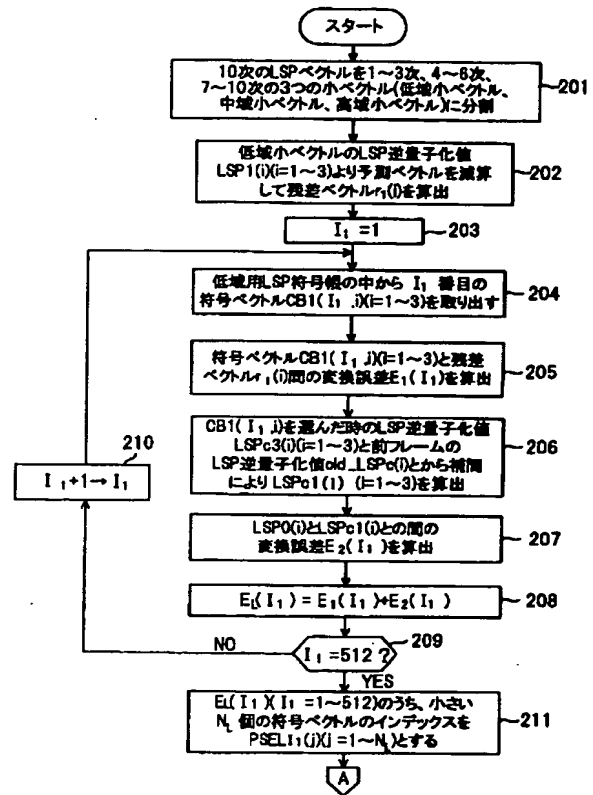 スタート
10次のLSPベクトルを1～3次、4～6次、
7～10次の3つの小ベクトル(低域小ベクトル、
中域小ベクトル、高域小ベクトル)に分割
201
低域小ベクトルのLSP逆量子化値
LSP1(i)(i=1～3)より予測ベクトルを減算
して残差ベクトルr₁(i)を算出
202
I₁ =1
203
低域用LSP符号帳の中から I₁ 番目の
符号ベクトルCB1( I₁ ,i)(i=1～3)を取り出す
204
符号ベクトルCB1( I₁ ,i)(i=1～3)と残差
ベクトルr₁(i)間の変換誤差E₁(I₁)を算出
205
CB1( I₁ ,i)を選んだ時のLSP逆量子化値
LSPc3(i)(i=1～3)と前フレームの
LSP逆量子化値old_LSPc(i)とから補間
により LSPc1(i) (i=1～3)を算出
206
210
I₁+1→I₁
LSP0(i)とLSPc1(i)との間の
変換誤差E₂(I₁)を算出
207
E_L(I₁) = E₁(I₁)+E₂(I₁)
208
NO
I₁ =512 ?
209
YES
E_L(I₁)(I₁ =1～512)のうち、小さい
N_L 個の符号ベクトルのインデックスを
PSELI₁(j)(j =1～N_L)とする
211
A